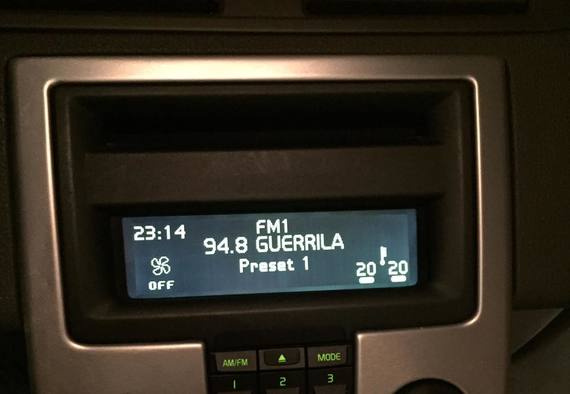 23:14
FM1
94.8 GUERRILA
Preset 1
OFF
20 20
AM/FM
MODE
1
2
3